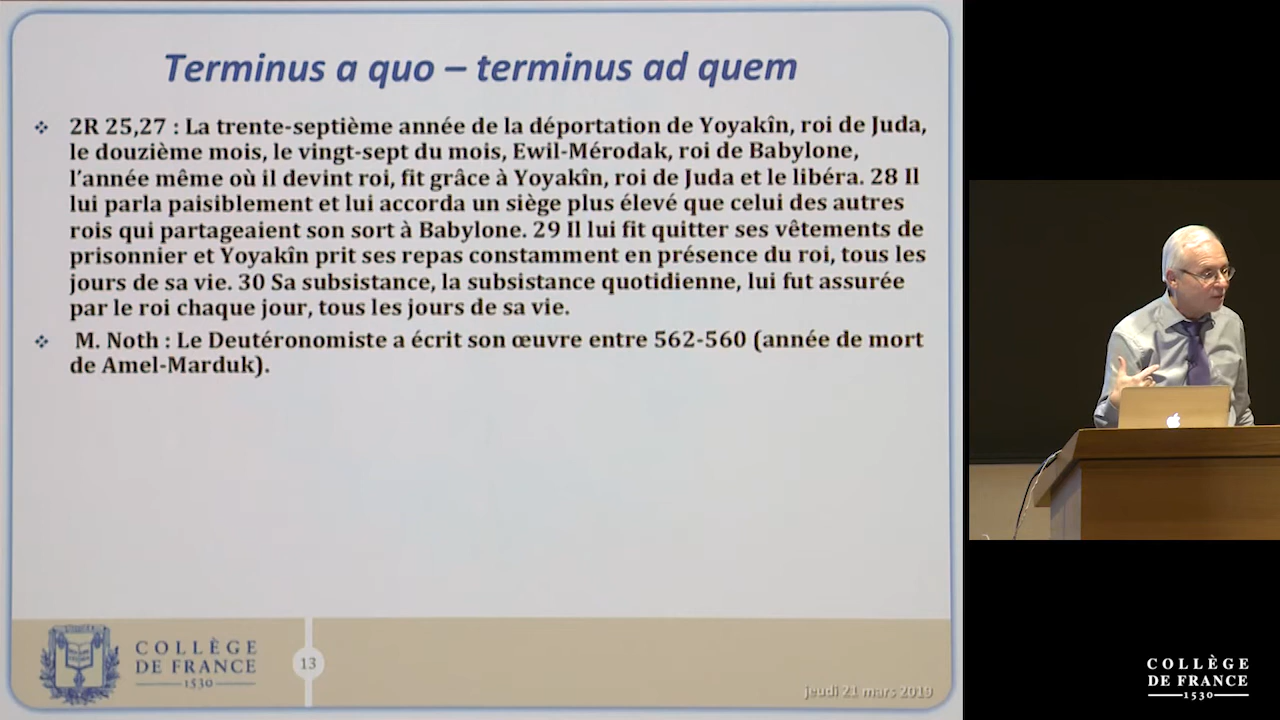 Terminus a quo – terminus ad quem
❖ 2R 25,27 : La trente-septième année de la déportation de Yoyakîn, roi de Juda,
le douzième mois, le vingt-sept du mois, Ewil-Mérodak, roi de Babylone,
l’année même où il devint roi, fit grâce à Yoyakîn, roi de Juda et le libéra. 28 Il
lui parla paisiblement et lui accorda un siège plus élevé que celui des autres
rois qui partageaient son sort à Babylone. 29 Il lui fit quitter ses vêtements de
prisonnier et Yoyakîn prit ses repas constamment en présence du roi, tous les
jours de sa vie. 30 Sa subsistance, la subsistance quotidienne, lui fut assurée
par le roi chaque jour, tous les jours de sa vie.
❖ M. Noth : Le Deutéronomiste a écrit son œuvre entre 562-560 (année de mort
de Amel-Marduk).
COLLÈGE
DE FRANCE
1530
13
jeudi 21 mars 2019
COLLÈGE
DE FRANCE
1530